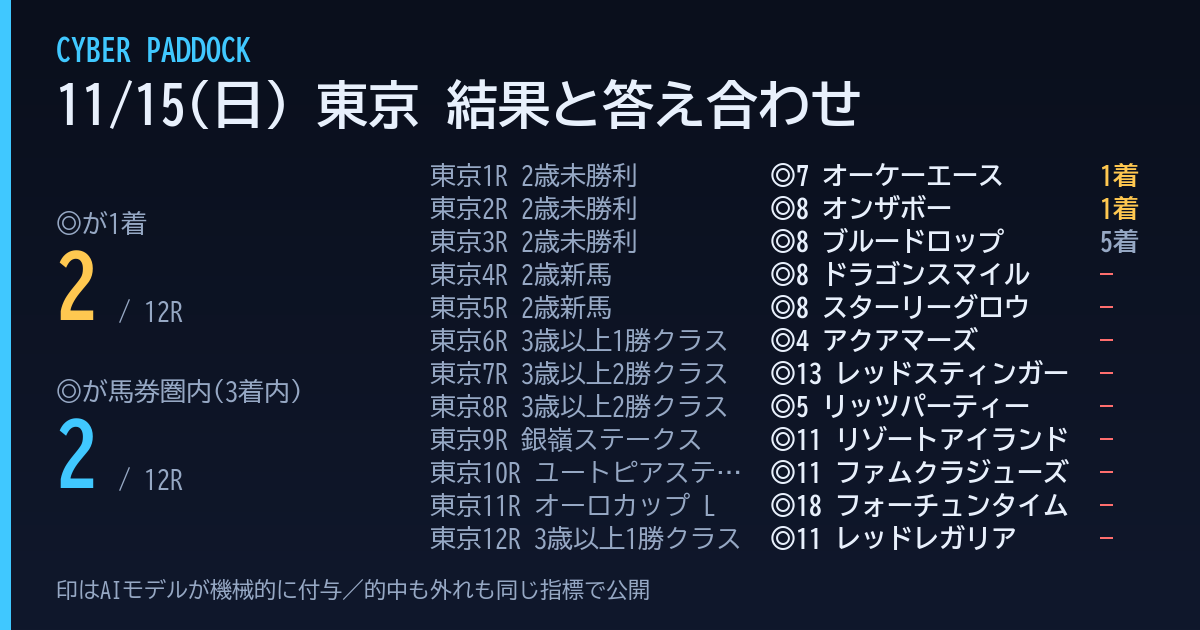 CYBER PADDOCK
11/15(日) 東京 結果と答え合わせ
◎が1着
2 / 12R
◎が馬券圏内(3着内)
2 / 12R
東京1R 2歳未勝利 ◎7 オーケーエース 1着
東京2R 2歳未勝利 ◎8 オンザボー 1着
東京3R 2歳未勝利 ◎8 ブルードロップ 5着
東京4R 2歳新馬 ◎8 ドラゴンスマイル –
東京5R 2歳新馬 ◎8 スターリーグロウ –
東京6R 3歳以上1勝クラス ◎4 アクアマーズ –
東京7R 3歳以上2勝クラス ◎13 レッドスティンガー –
東京8R 3歳以上2勝クラス ◎5 リッツパーティー –
東京9R 銀嶺ステークス ◎11 リゾートアイランド –
東京10R ユートピアステ… ◎11 ファムクラジューズ –
東京11R オーロカップ L ◎18 フォーチュンタイム –
東京12R 3歳以上1勝クラス ◎11 レッドレガリア –
印はAIモデルが機械的に付与／的中も外れも同じ指標で公開